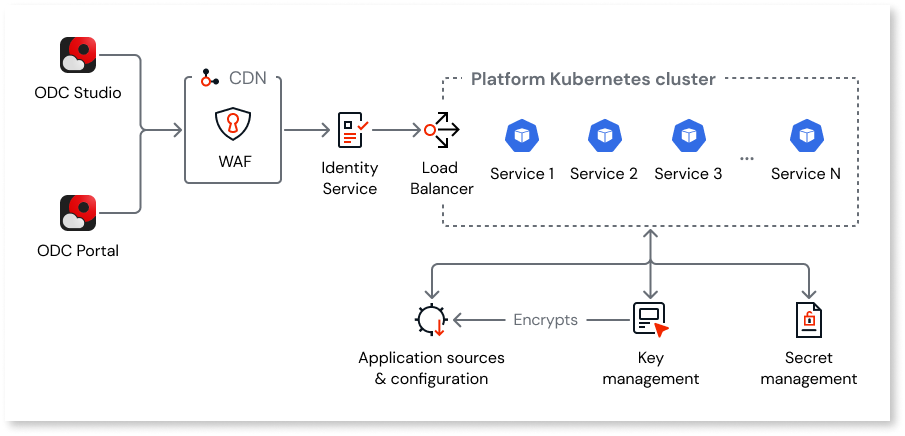 ODC Studio
CDN
WAF
Identity
Service
Load
Balancer
Platform Kubernetes cluster
Service 1
Service 2
Service 3
...
Service N
ODC Portal
Encrypts
Application sources
& configuration
Key
management
Secret
management